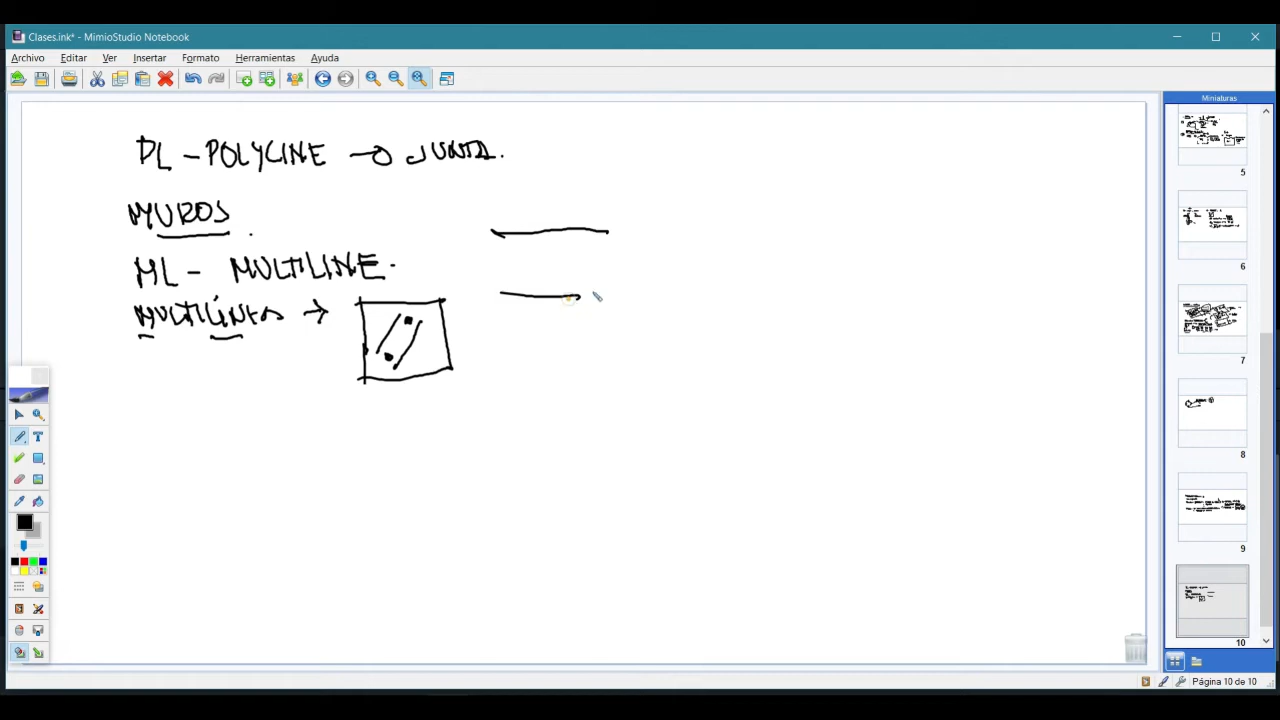 Clases.ink* - MimioStudio Notebook
Archivo Editar Ver Insertar Formato Herramientas Ayuda
Miniaturas
PL - POLYLINE → JUNTA.
MUROS.
ML - MULTILINE.
MULTILINEAS →
5
6
7
8
9
10
Página 10 de 10